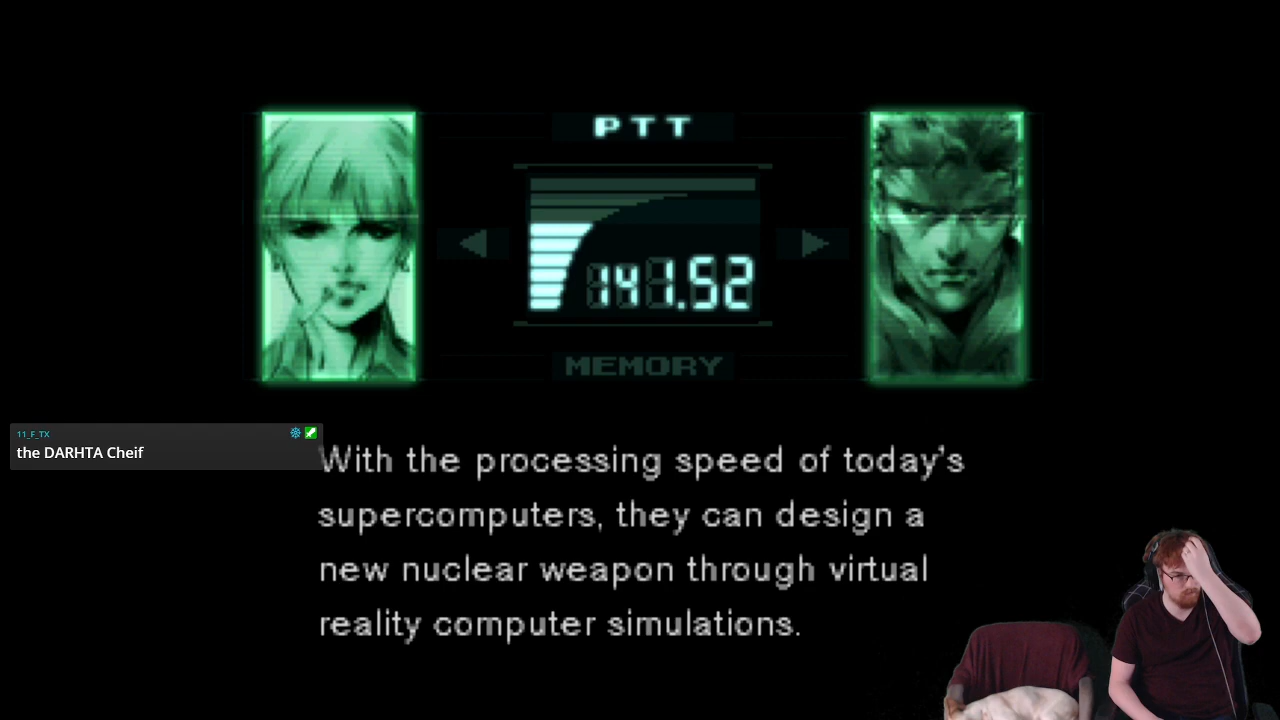 PTT
141.52
MEMORY
11_F_TX
the DARHTA Cheif
With the processing speed of today's
supercomputers, they can design a
new nuclear weapon through virtual
reality computer simulations.